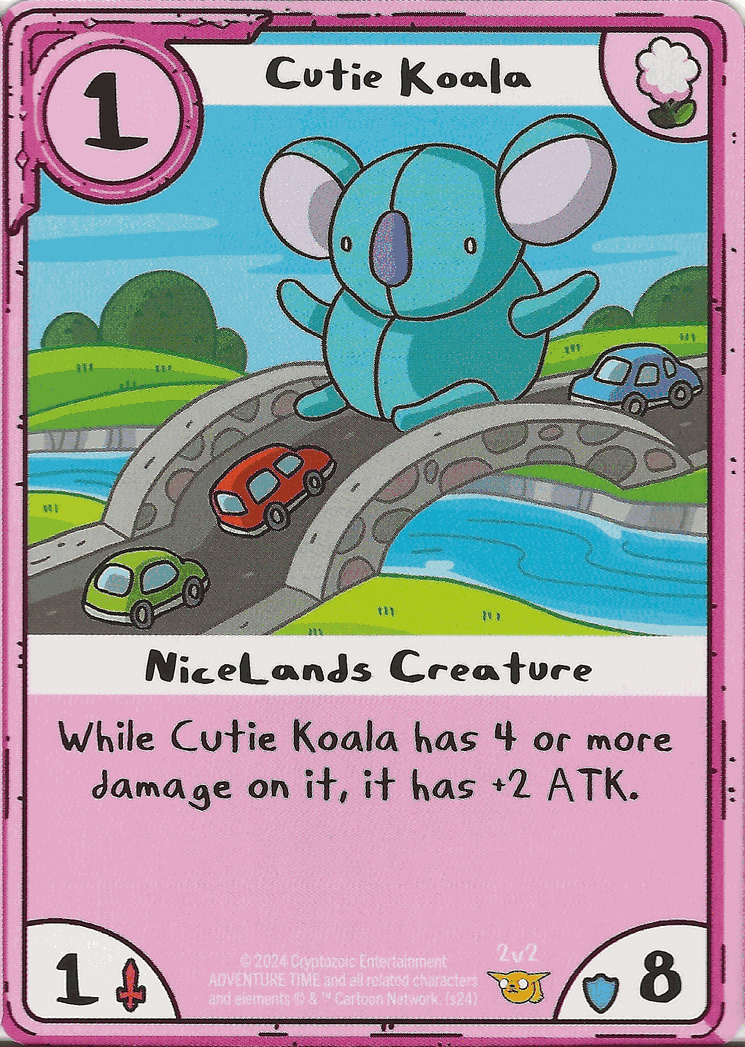 1
Cutie Koala
NiceLands Creature
While Cutie Koala has 4 or more
damage on it, it has +2 ATK.
1
© 2024 Cryptozoic Entertainment
ADVENTURE TIME and all related characters
and elements © & ™ Cartoon Network. (s24)
2v2
8